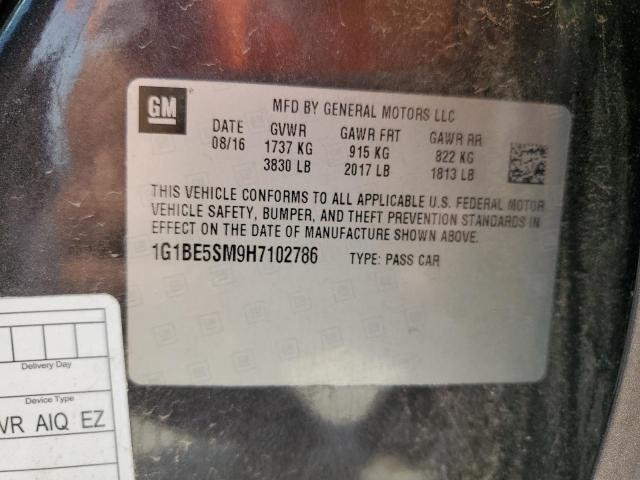 GM
MFD BY GENERAL MOTORS LLC
DATE GVWR GAWR FRT GAWR RR
08/16 1737 KG 915 KG 822 KG
3830 LB 2017 LB 1813 LB
THIS VEHICLE CONFORMS TO ALL APPLICABLE U.S. FEDERAL MOTOR
VEHICLE SAFETY, BUMPER, AND THEFT PREVENTION STANDARDS IN
EFFECT ON THE DATE OF MANUFACTURE SHOWN ABOVE.
1G1BE5SM9H7102786 TYPE: PASS CAR
Delivery Day
Device Type
VR AIQ EZ